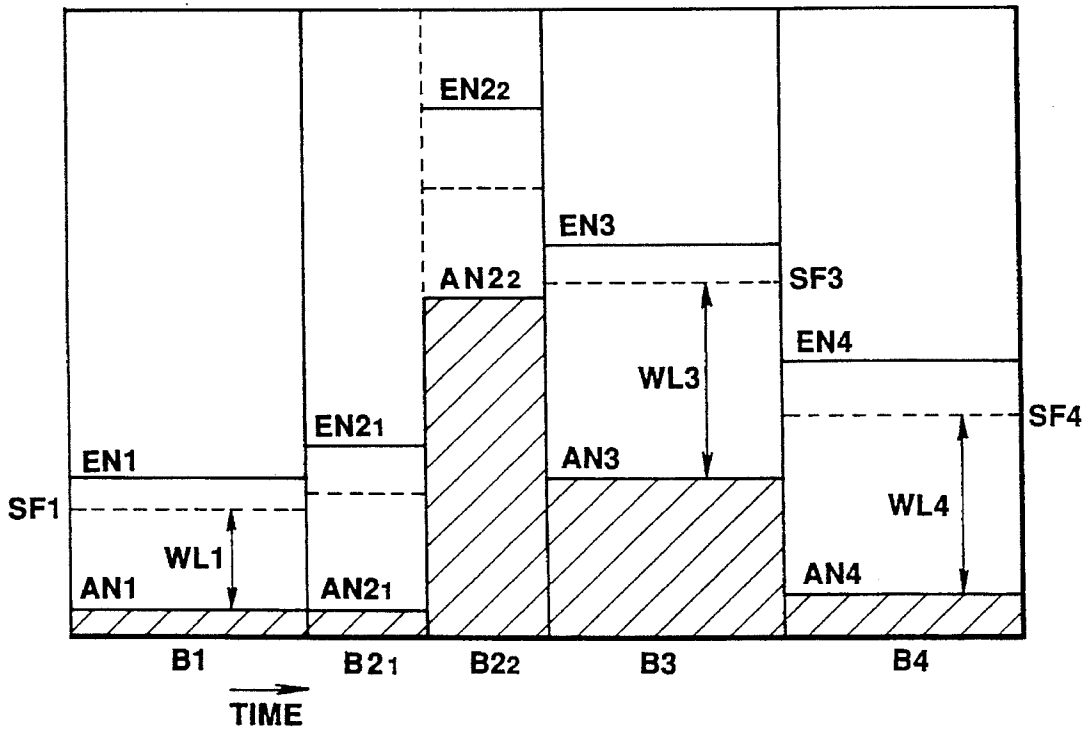 EN22
EN3
SF3
AN22
EN4
WL3
SF4
EN21
EN1
AN3
SF1
WL4
WL1
AN1
AN21
AN4
B1
B21
B22
B3
B4
TIME